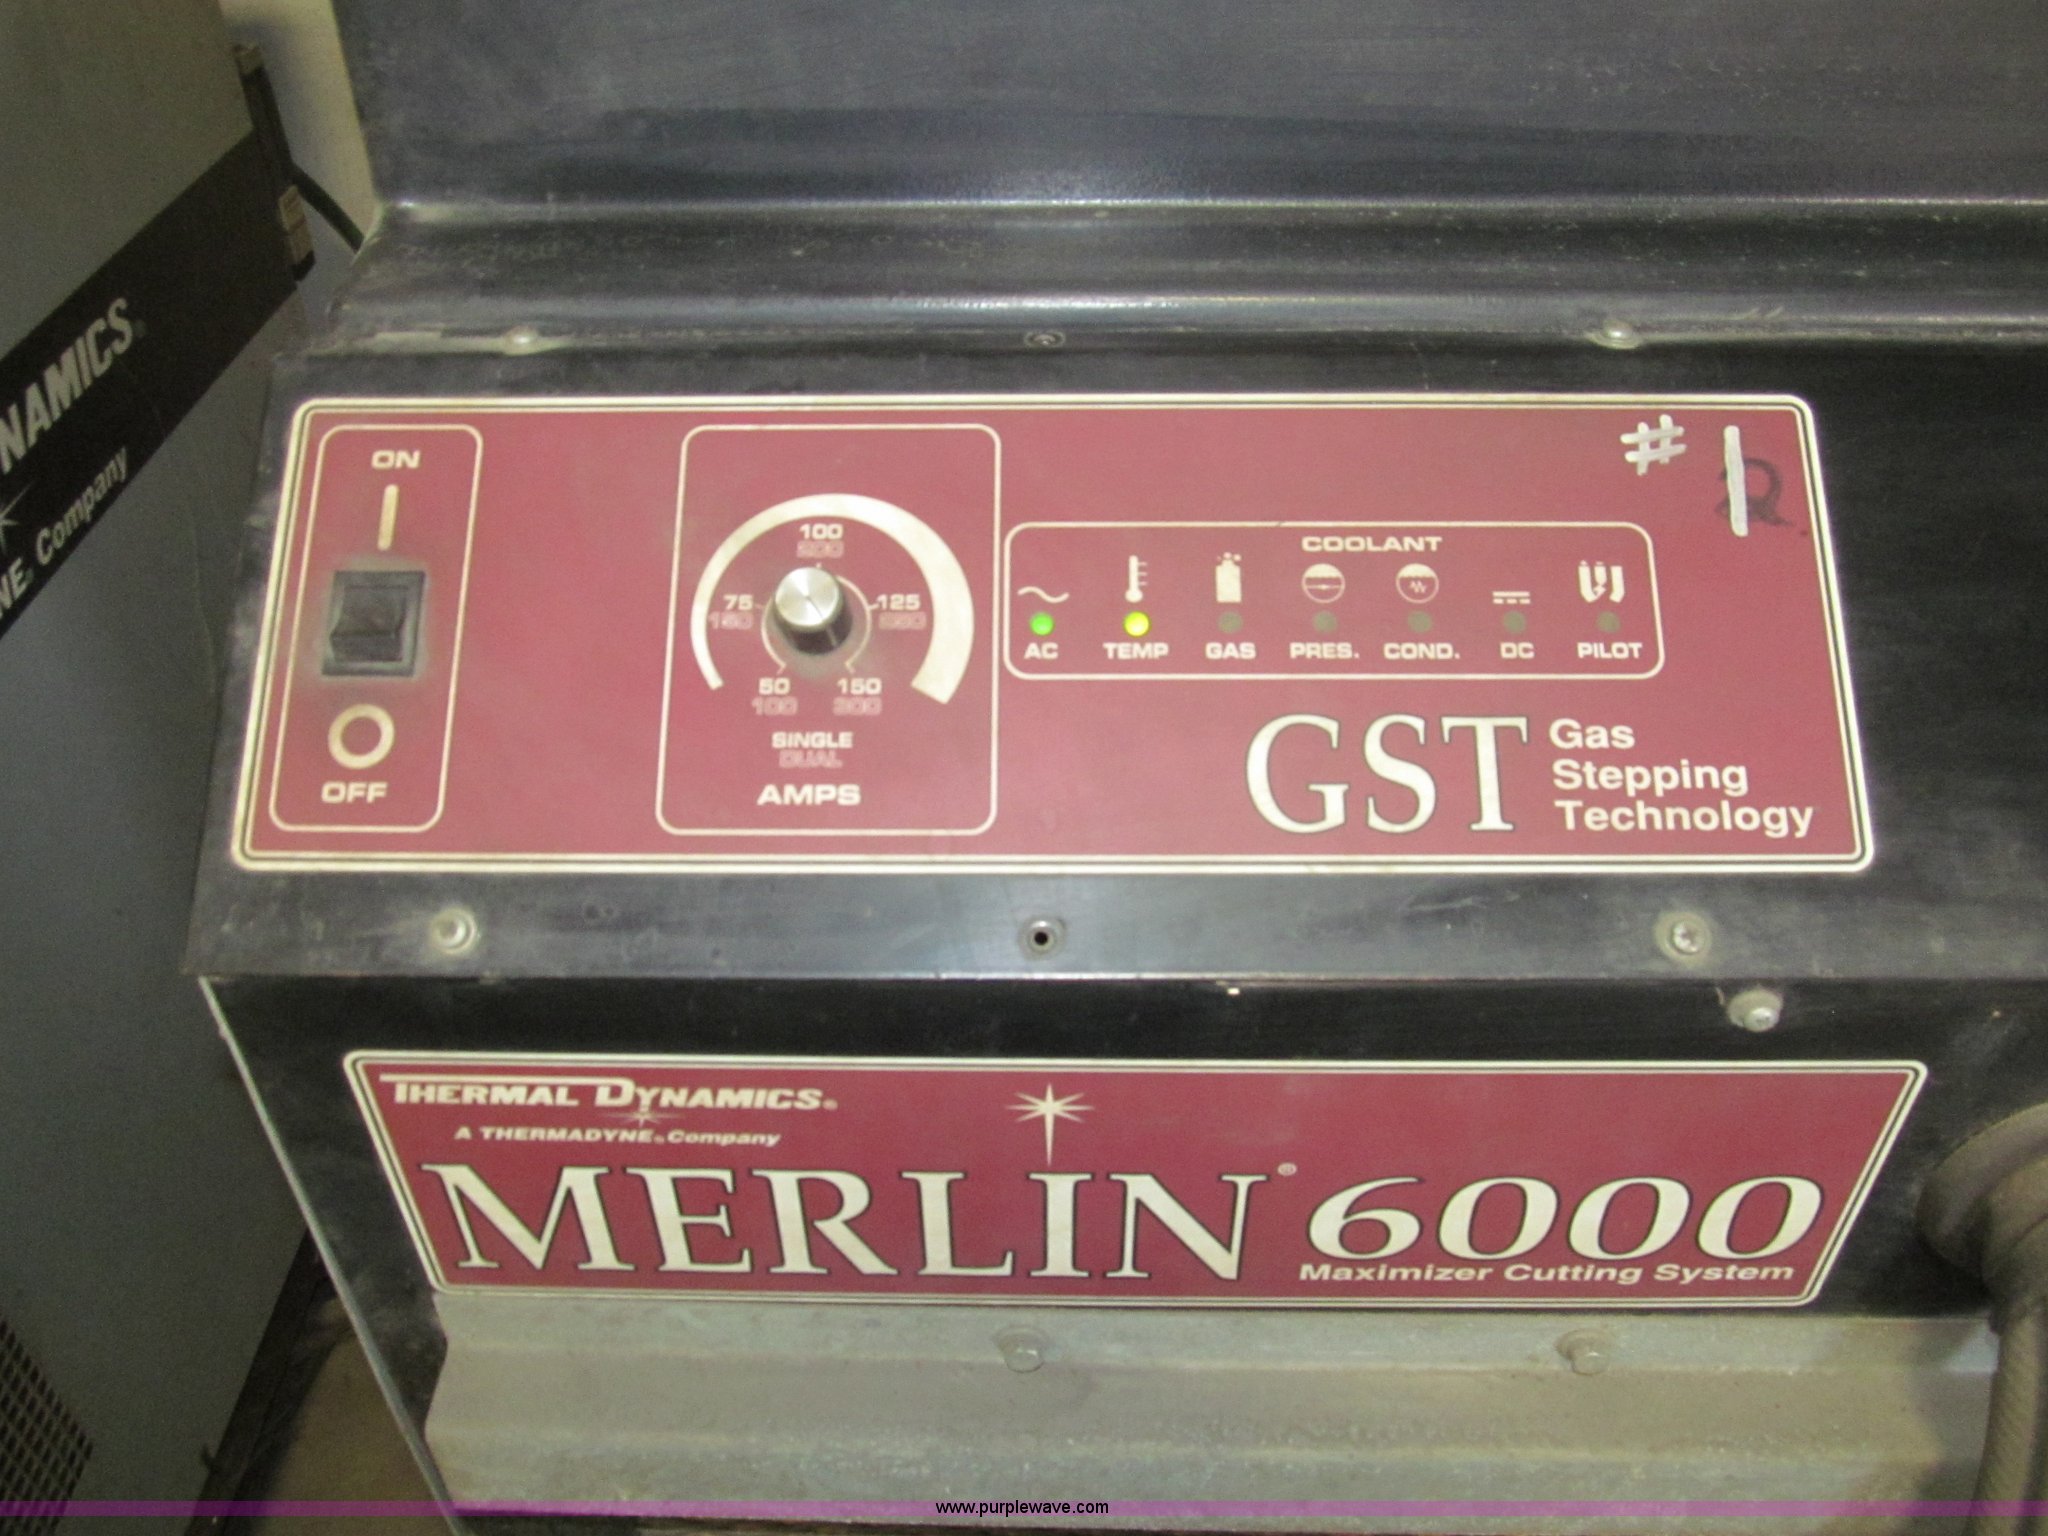 NAMICS®
NE® Company
ON
OFF
100
200
75
150
125
250
50
100
150
300
SINGLE
DUAL
AMPS
COOLANT
AC TEMP GAS PRES. COND. DC PILOT
# 1
GST Gas
Stepping
Technology
THERMAL DYNAMICS®
A THERMADYNE® Company
MERLIN® 6000
Maximizer Cutting System
www.purplewave.com